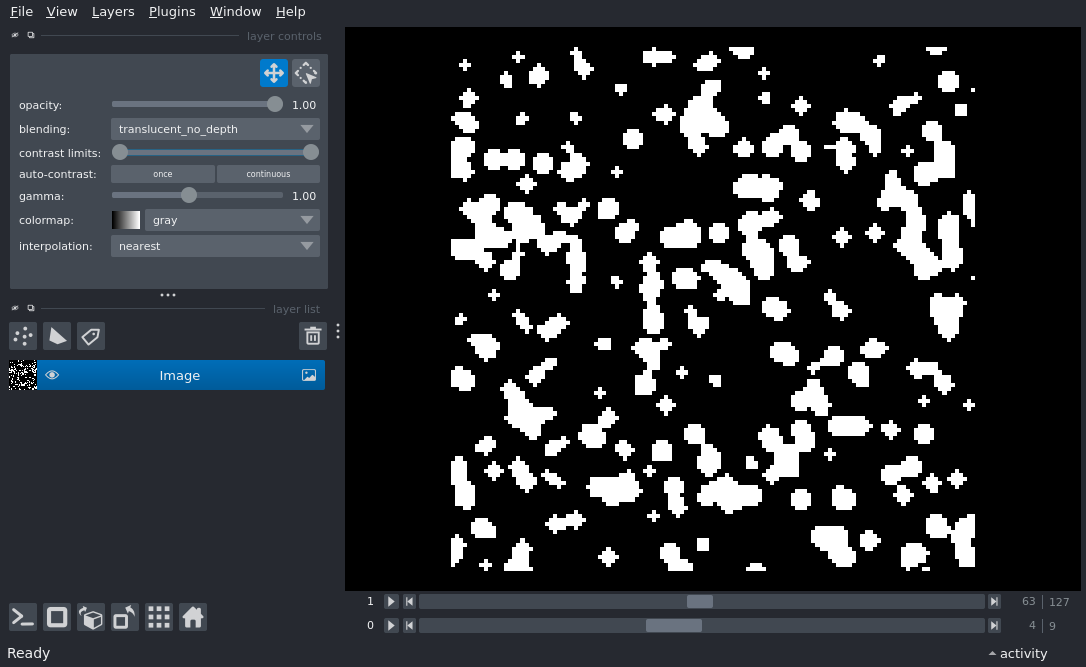 File View Layers Plugins Window Help
layer controls
opacity: 1.00
blending: translucent_no_depth
contrast limits:
auto-contrast: once continuous
gamma: 1.00
colormap: gray
interpolation: nearest
layer list
Image
1 63 127
0 4 9
Ready activity